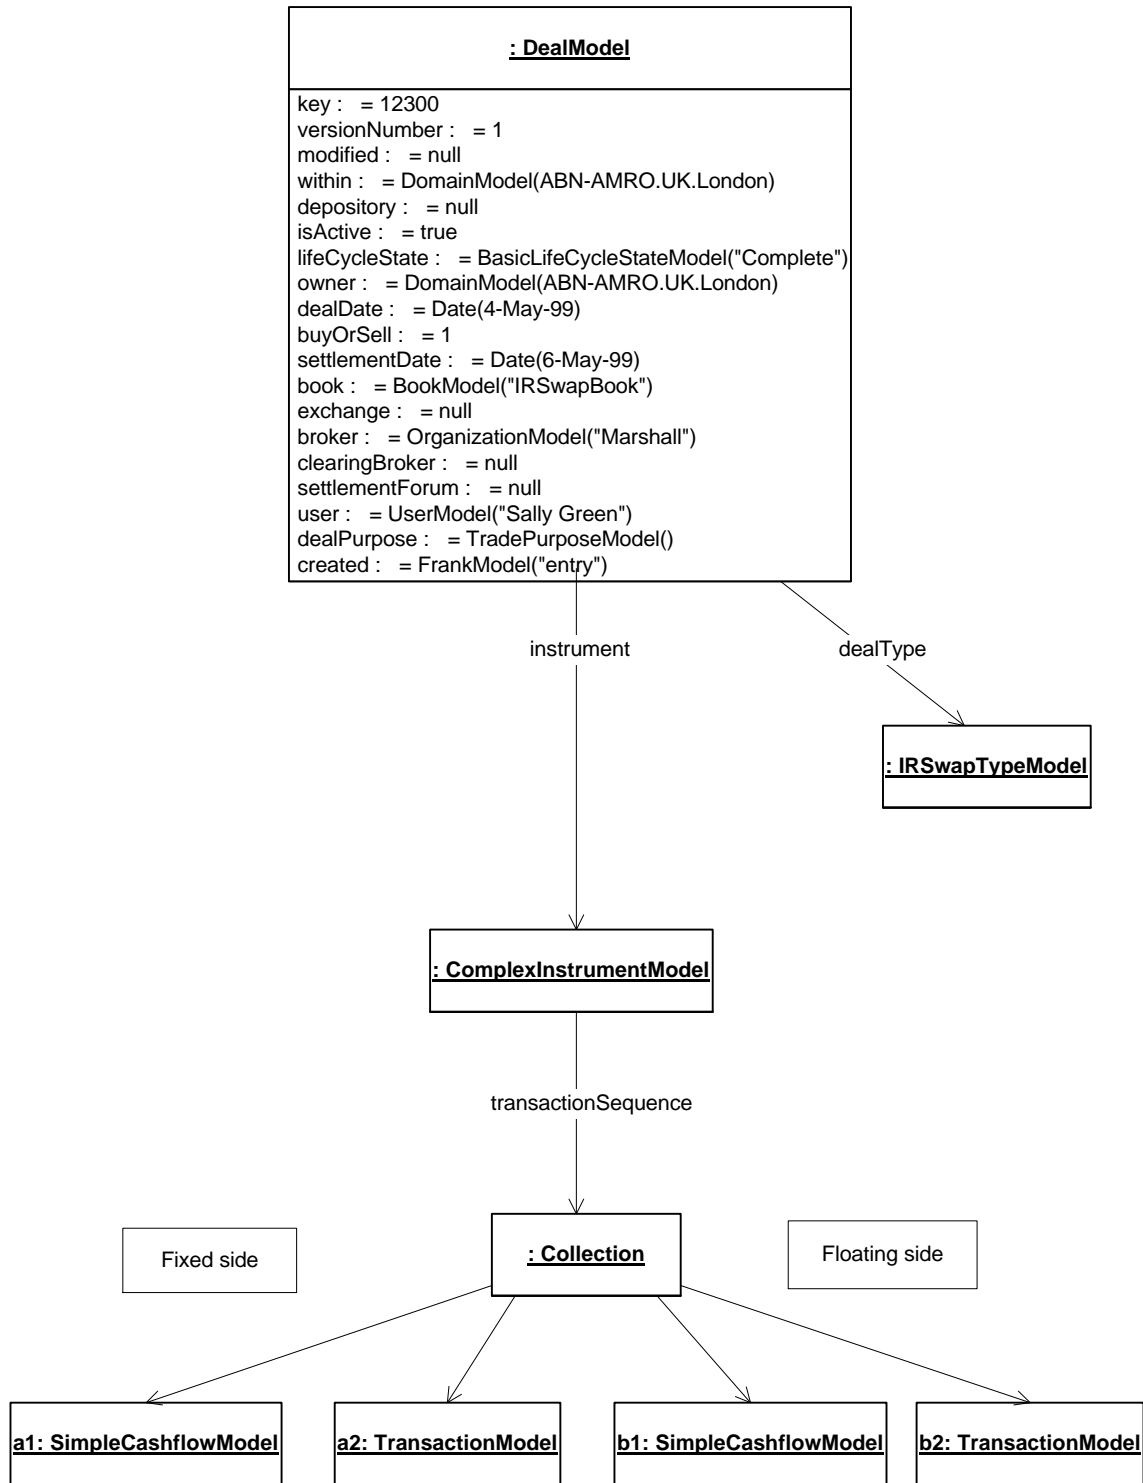 : DealModel
key : = 12300
versionNumber : = 1
modified : = null
within : = DomainModel(ABN-AMRO.UK.London)
depository : = null
isActive : = true
lifeCycleState : = BasicLifeCycleStateModel("Complete")
owner : = DomainModel(ABN-AMRO.UK.London)
dealDate : = Date(4-May-99)
buyOrSell : = 1
settlementDate : = Date(6-May-99)
book : = BookModel("IRSwapBook")
exchange : = null
broker : = OrganizationModel("Marshall")
clearingBroker : = null
settlementForum : = null
user : = UserModel("Sally Green")
dealPurpose : = TradePurposeModel()
created : = FrankModel("entry")
instrument
dealType
: IRSwapTypeModel
: ComplexInstrumentModel
transactionSequence
Fixed side
: Collection
Floating side
a1: SimpleCashflowModel
a2: TransactionModel
b1: SimpleCashflowModel
b2: TransactionModel